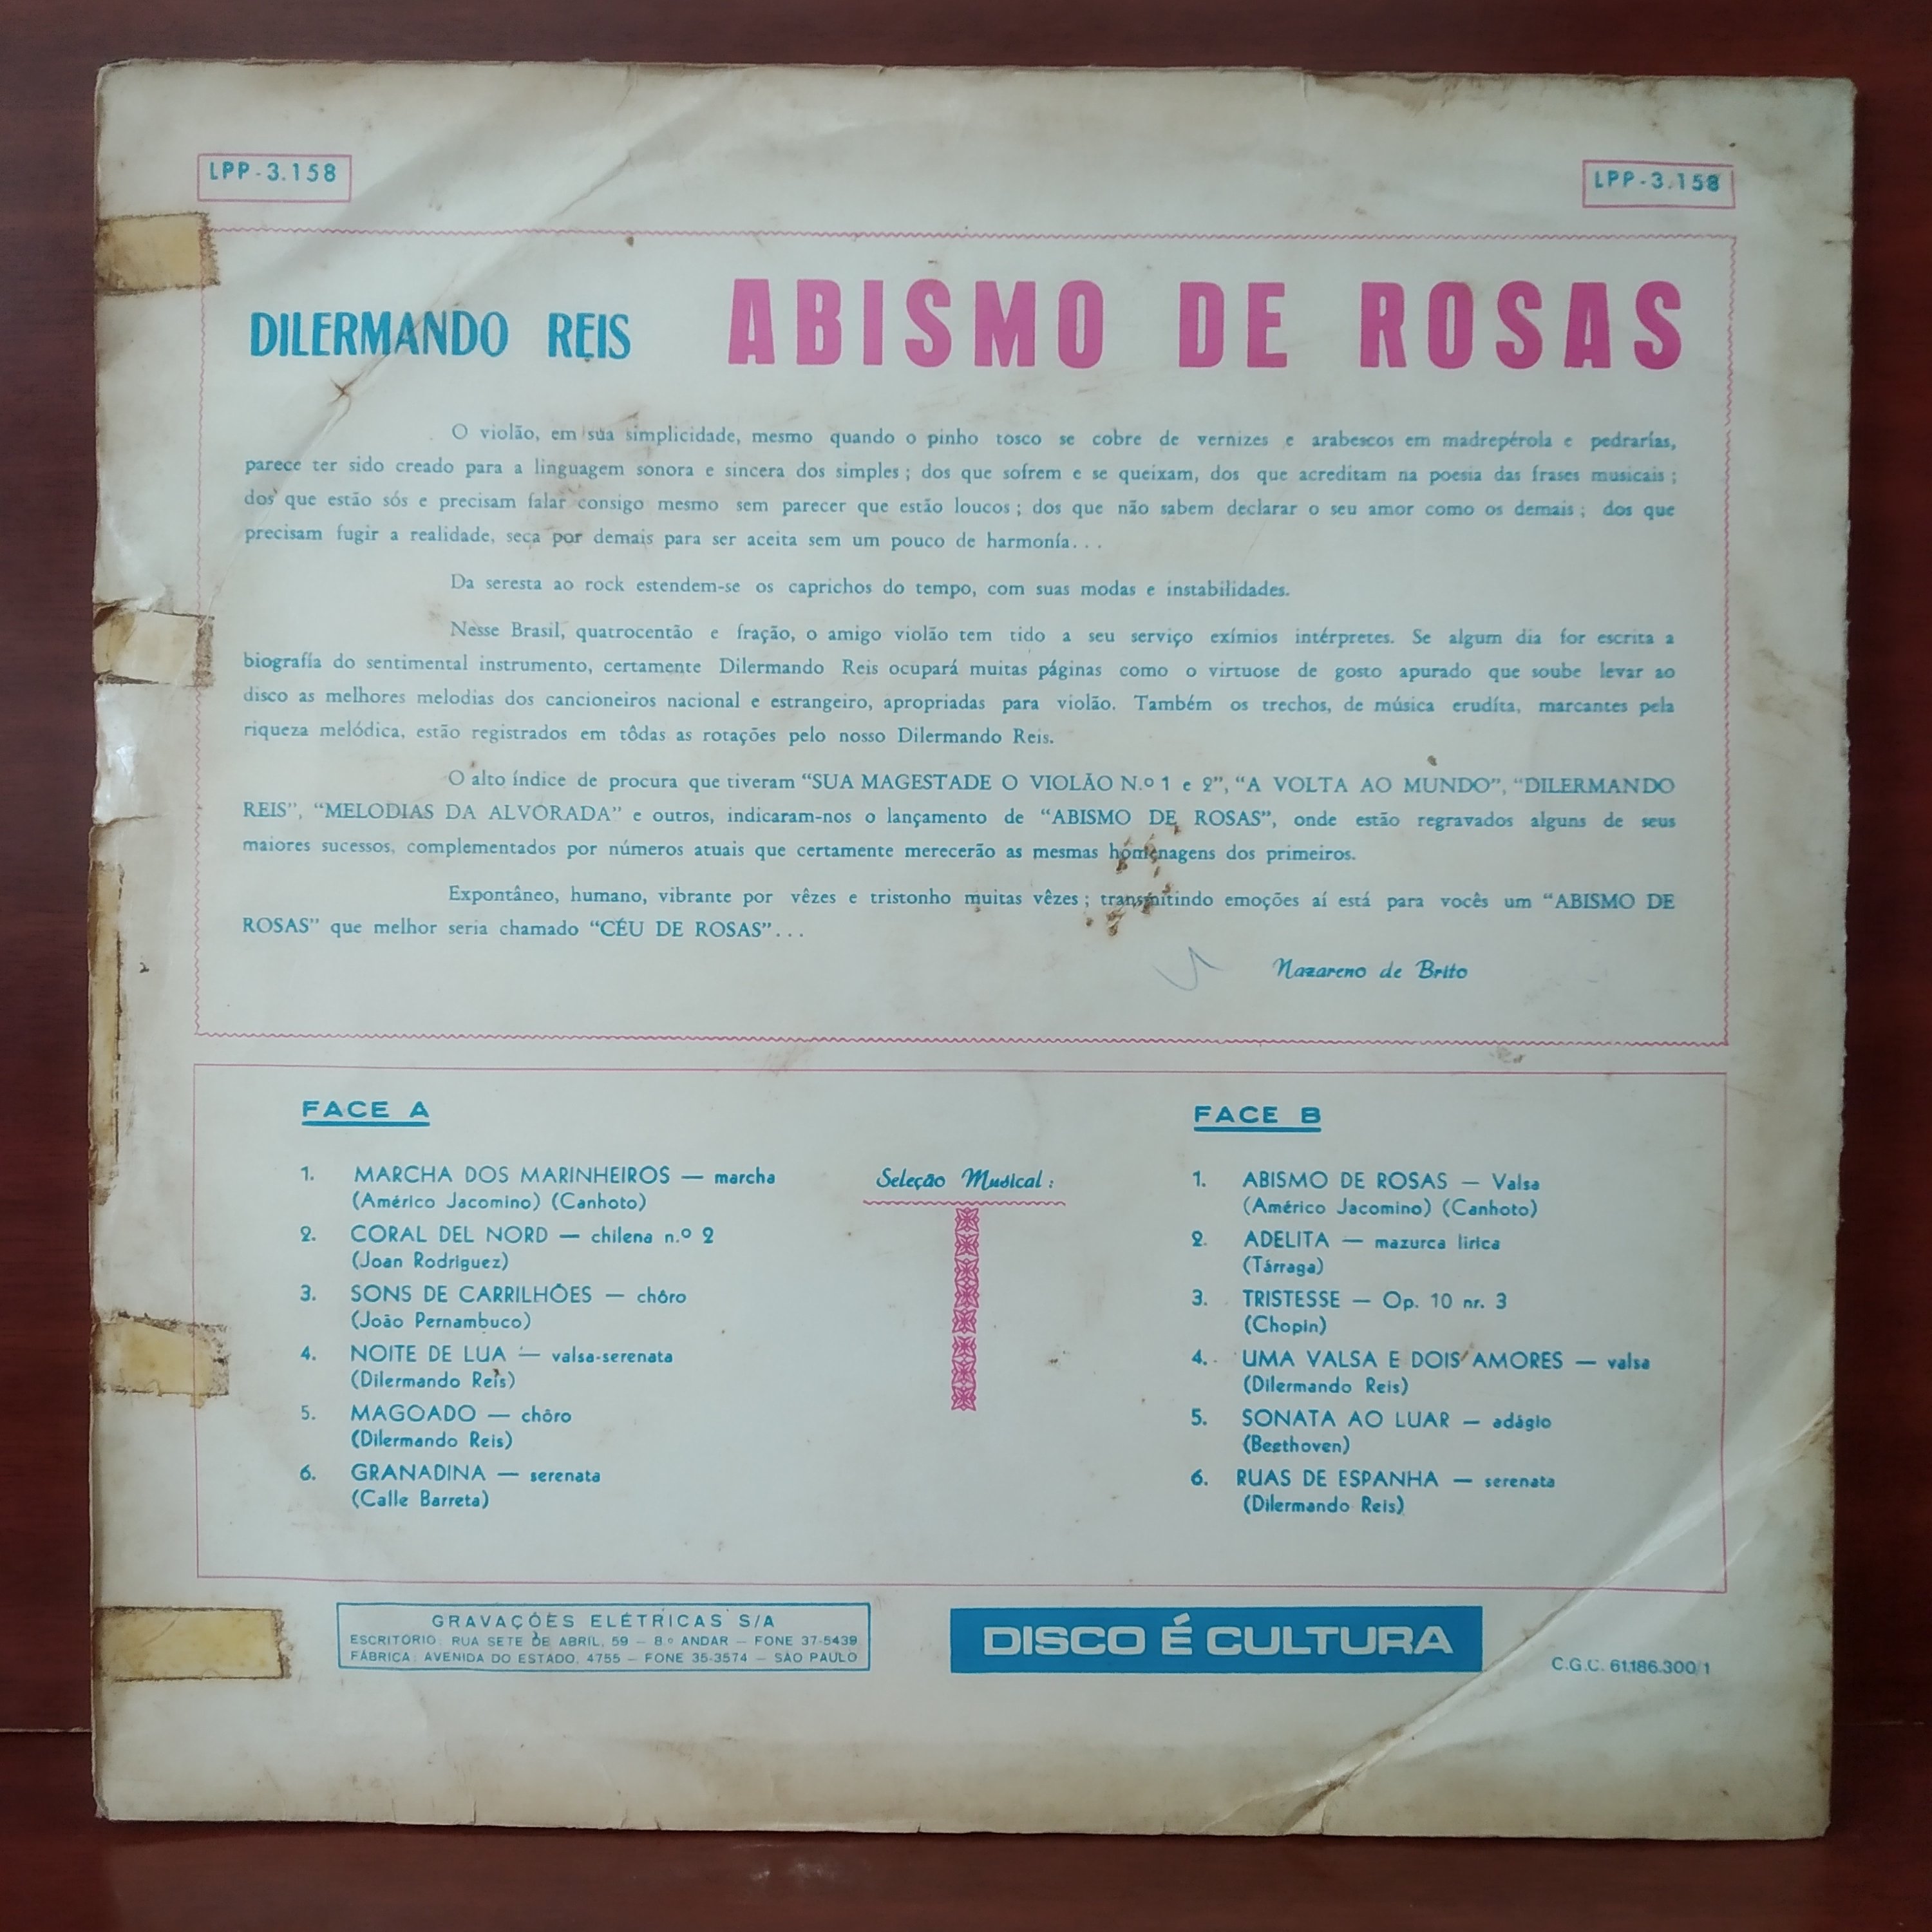 LPP-3.158
LPP-3.158
DILERMANDO REIS ABISMO DE ROSAS
O violão, em sua simplicidade, mesmo quando o pinho tosco se cobre de vernizes e arabescos em madrepérola e pedrarías,
parece ter sido creado para a linguagem sonora e sincera dos simples ; dos que sofrem e se queixam, dos que acreditam na poesia das frases musicais ;
dos que estão sós e precisam falar consigo mesmo sem parecer que estão loucos ; dos que não sabem declarar o seu amor como os demais ; dos que
precisam fugir a realidade, seca por demais para ser aceita sem um pouco de harmonía...
Da seresta ao rock estendem-se os caprichos do tempo, com suas modas e instabilidades.
Nesse Brasil, quatrocentão e fração, o amigo violão tem tido a seu serviço exímios intérpretes. Se algum dia for escrita a
biografía do sentimental instrumento, certamente Dilermando Reis ocupará muitas páginas como o virtuose de gosto apurado que soube levar ao
disco as melhores melodias dos cancioneiros nacional e estrangeiro, apropriadas para violão. Também os trechos, de música erudíta, marcantes pela
riqueza melódica, estão registrados em tôdas as rotações pelo nosso Dilermando Reis.
O alto índice de procura que tiveram “SUA MAGESTADE O VIOLÃO N.º 1 e 2”, “A VOLTA AO MUNDO”, “DILERMANDO
REIS”, “MELODIAS DA ALVORADA” e outros, indicaram-nos o lançamento de “ABISMO DE ROSAS”, onde estão regravados alguns de seus
maiores sucessos, complementados por números atuais que certamente merecerão as mesmas homenagens dos primeiros.
Expontâneo, humano, vibrante por vêzes e tristonho muitas vêzes ; transmitindo emoções aí está para vocês um “ABISMO DE
ROSAS” que melhor seria chamado “CÉU DE ROSAS”...
Nazareno de Brito
FACE A
1. MARCHA DOS MARINHEIROS — marcha
(Américo Jacomino) (Canhoto)
2. CORAL DEL NORD — chilena n.º 2
(Joan Rodriguez)
3. SONS DE CARRILHÕES — chôro
(João Pernambuco)
4. NOITE DE LUA — valsa-serenata
(Dilermando Reis)
5. MAGOADO — chôro
(Dilermando Reis)
6. GRANADINA — serenata
(Calle Barreta)
Seleção Musical :
FACE B
1. ABISMO DE ROSAS — Valsa
(Américo Jacomino) (Canhoto)
2. ADELITA — mazurca lirica
(Tárraga)
3. TRISTESSE — Op. 10 nr. 3
(Chopin)
4. UMA VALSA E DOIS AMORES — valsa
(Dilermando Reis)
5. SONATA AO LUAR — adágio
(Beethoven)
6. RUAS DE ESPANHA — serenata
(Dilermando Reis)
GRAVAÇÕES ELÉTRICAS S/A
ESCRITÓRIO: RUA SETE DE ABRIL, 59 — 8.º ANDAR — FONE 37-5439
FÁBRICA: AVENIDA DO ESTADO, 4755 — FONE 35-3574 — SÃO PAULO
DISCO É CULTURA
C.G.C. 61.186.300/1